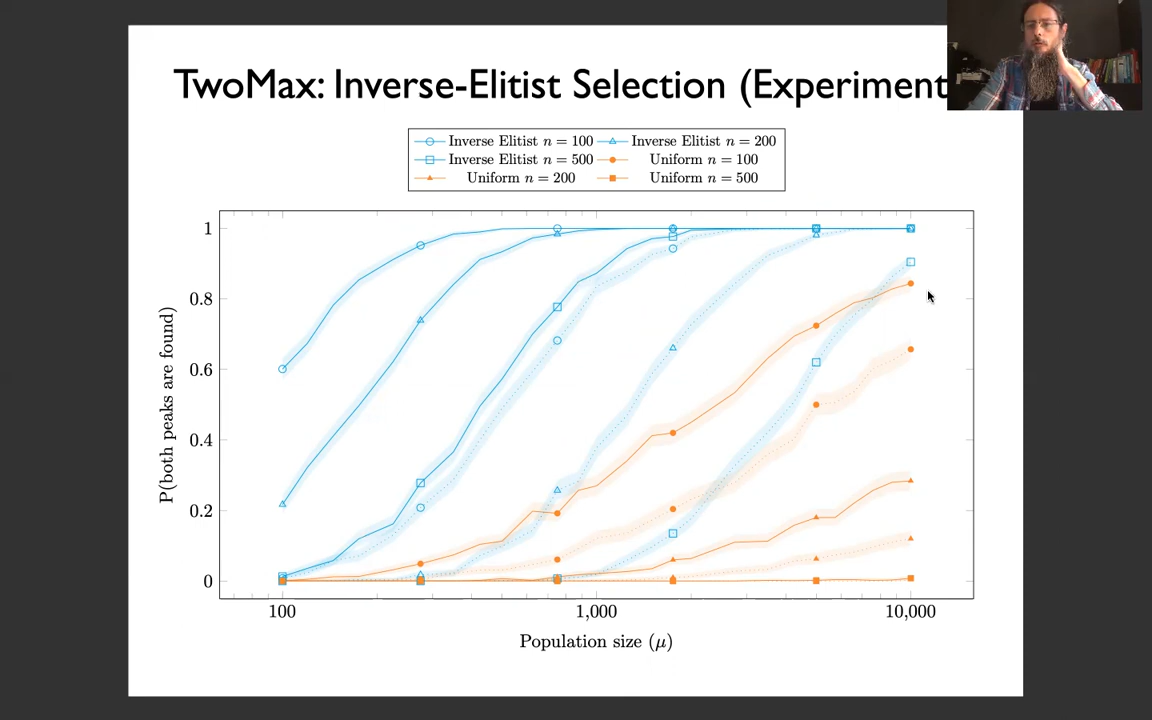 TwoMax: Inverse-Elitist Selection (Experiment
Inverse Elitist n = 100 Inverse Elitist n = 200
Inverse Elitist n = 500 Uniform n = 100
Uniform n = 200 Uniform n = 500
1
0.8
0.6
0.4
0.2
0
P(both peaks are found)
100 1,000 10,000
Population size (μ)